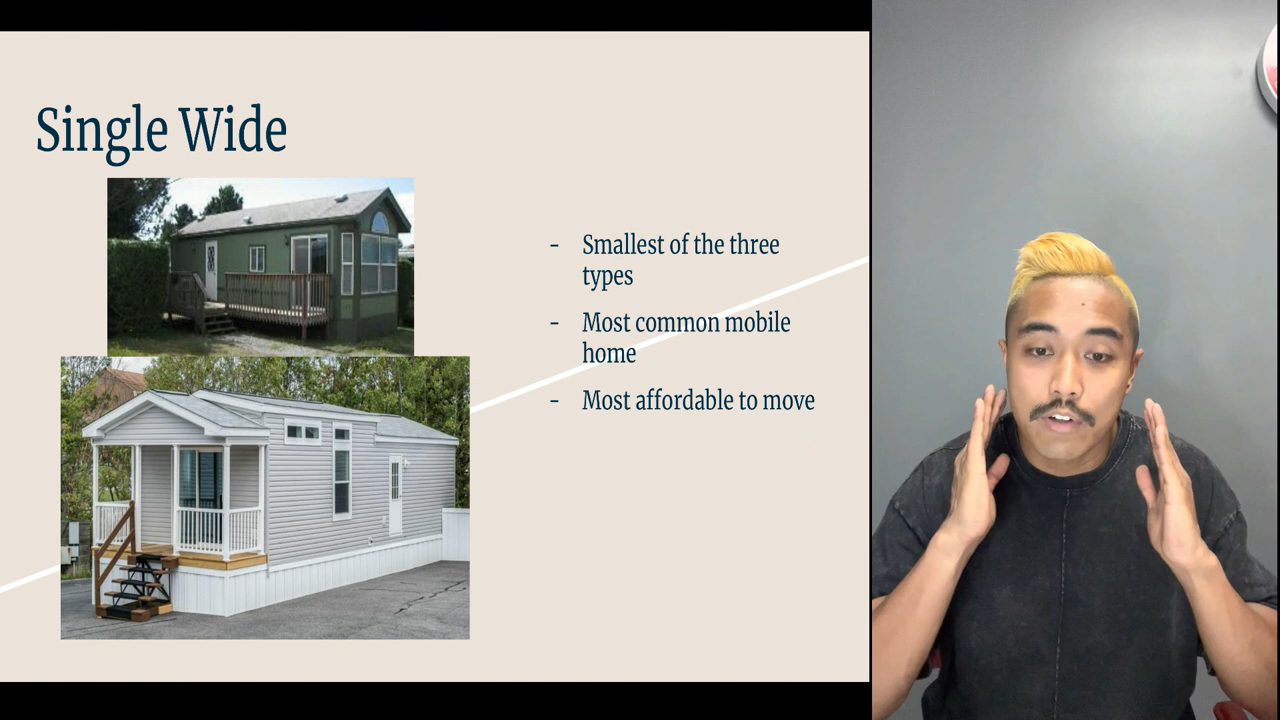 Single Wide
- Smallest of the three
types
- Most common mobile
home
- Most affordable to move